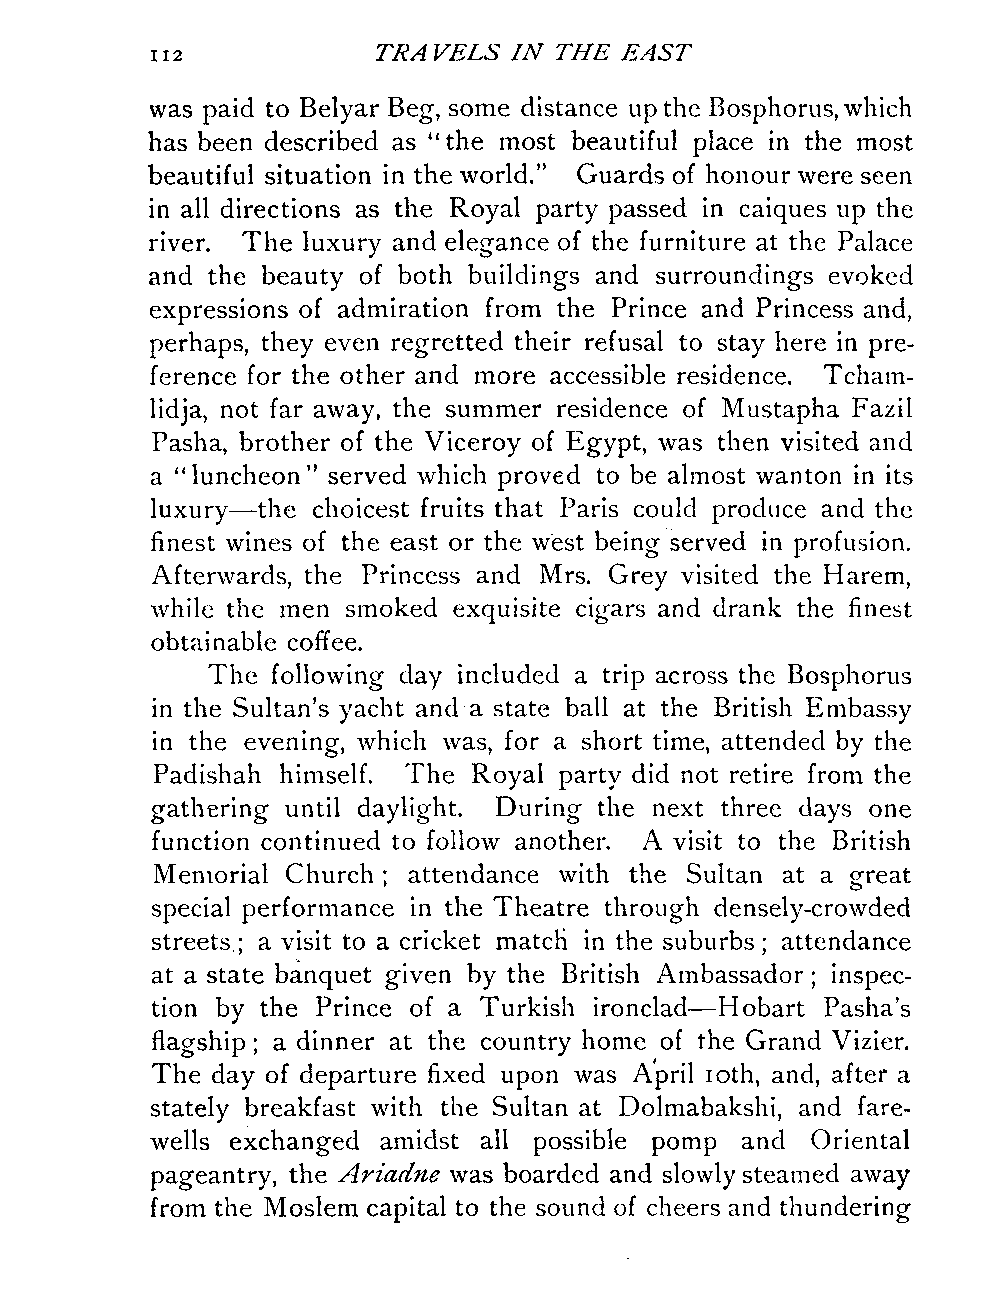 112 TRAVELS IN THE EAST
was paid to Belyar Beg, some distance up the Bosphorus, which
has been described as "the most beautiful place in the most
beautiful situation in the world." Guards of honour were seen
in all directions as the Royal party passed in caiques up the
river. The luxury and elegance of the furniture at the Palace
and the beauty of both buildings and surroundings evoked
expressions of admiration from the Prince and Princess and,
perhaps, they even regretted their refusal to stay here in pre-
ference for the other and more accessible residence. Tcham-
lidja, not far away, the summer residence of Mustapha Fazil
Pasha, brother of the Viceroy of Egypt, was then visited and
a "luncheon" served which proved to be almost wanton in its
luxury—the choicest fruits that Paris could produce and the
finest wines of the east or the west being served in profusion.
Afterwards, the Princess and Mrs. Grey visited the Harem,
while the men smoked exquisite cigars and drank the finest
obtainable coffee.
The following day included a trip across the Bosphorus
in the Sultan's yacht and a state ball at the British Embassy
in the evening, which was, for a short time, attended by the
Padishah himself. The Royal party did not retire from the
gathering until daylight. During the next three days one
function continued to follow another. A visit to the British
Memorial Church; attendance with the Sultan at a great
special performance in the Theatre through densely-crowded
streets; a visit to a cricket match in the suburbs; attendance
at a state banquet given by the British Ambassador; inspec-
tion by the Prince of a Turkish ironclad—Hobart Pasha's
flagship; a dinner at the country home of the Grand Vizier.
The day of departure fixed upon was April 10th, and, after a
stately breakfast with the Sultan at Dolmabakshi, and fare-
wells exchanged amidst all possible pomp and Oriental
pageantry, the Ariadne was boarded and slowly steamed away
from the Moslem capital to the sound of cheers and thundering